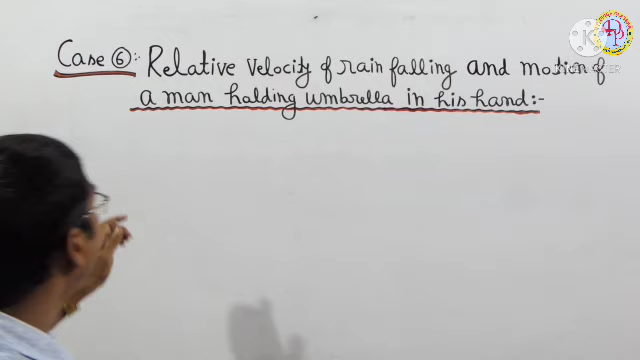 Case ⑥:- Relative velocity of rain falling and motion of
a man holding umbrella in his hand:-